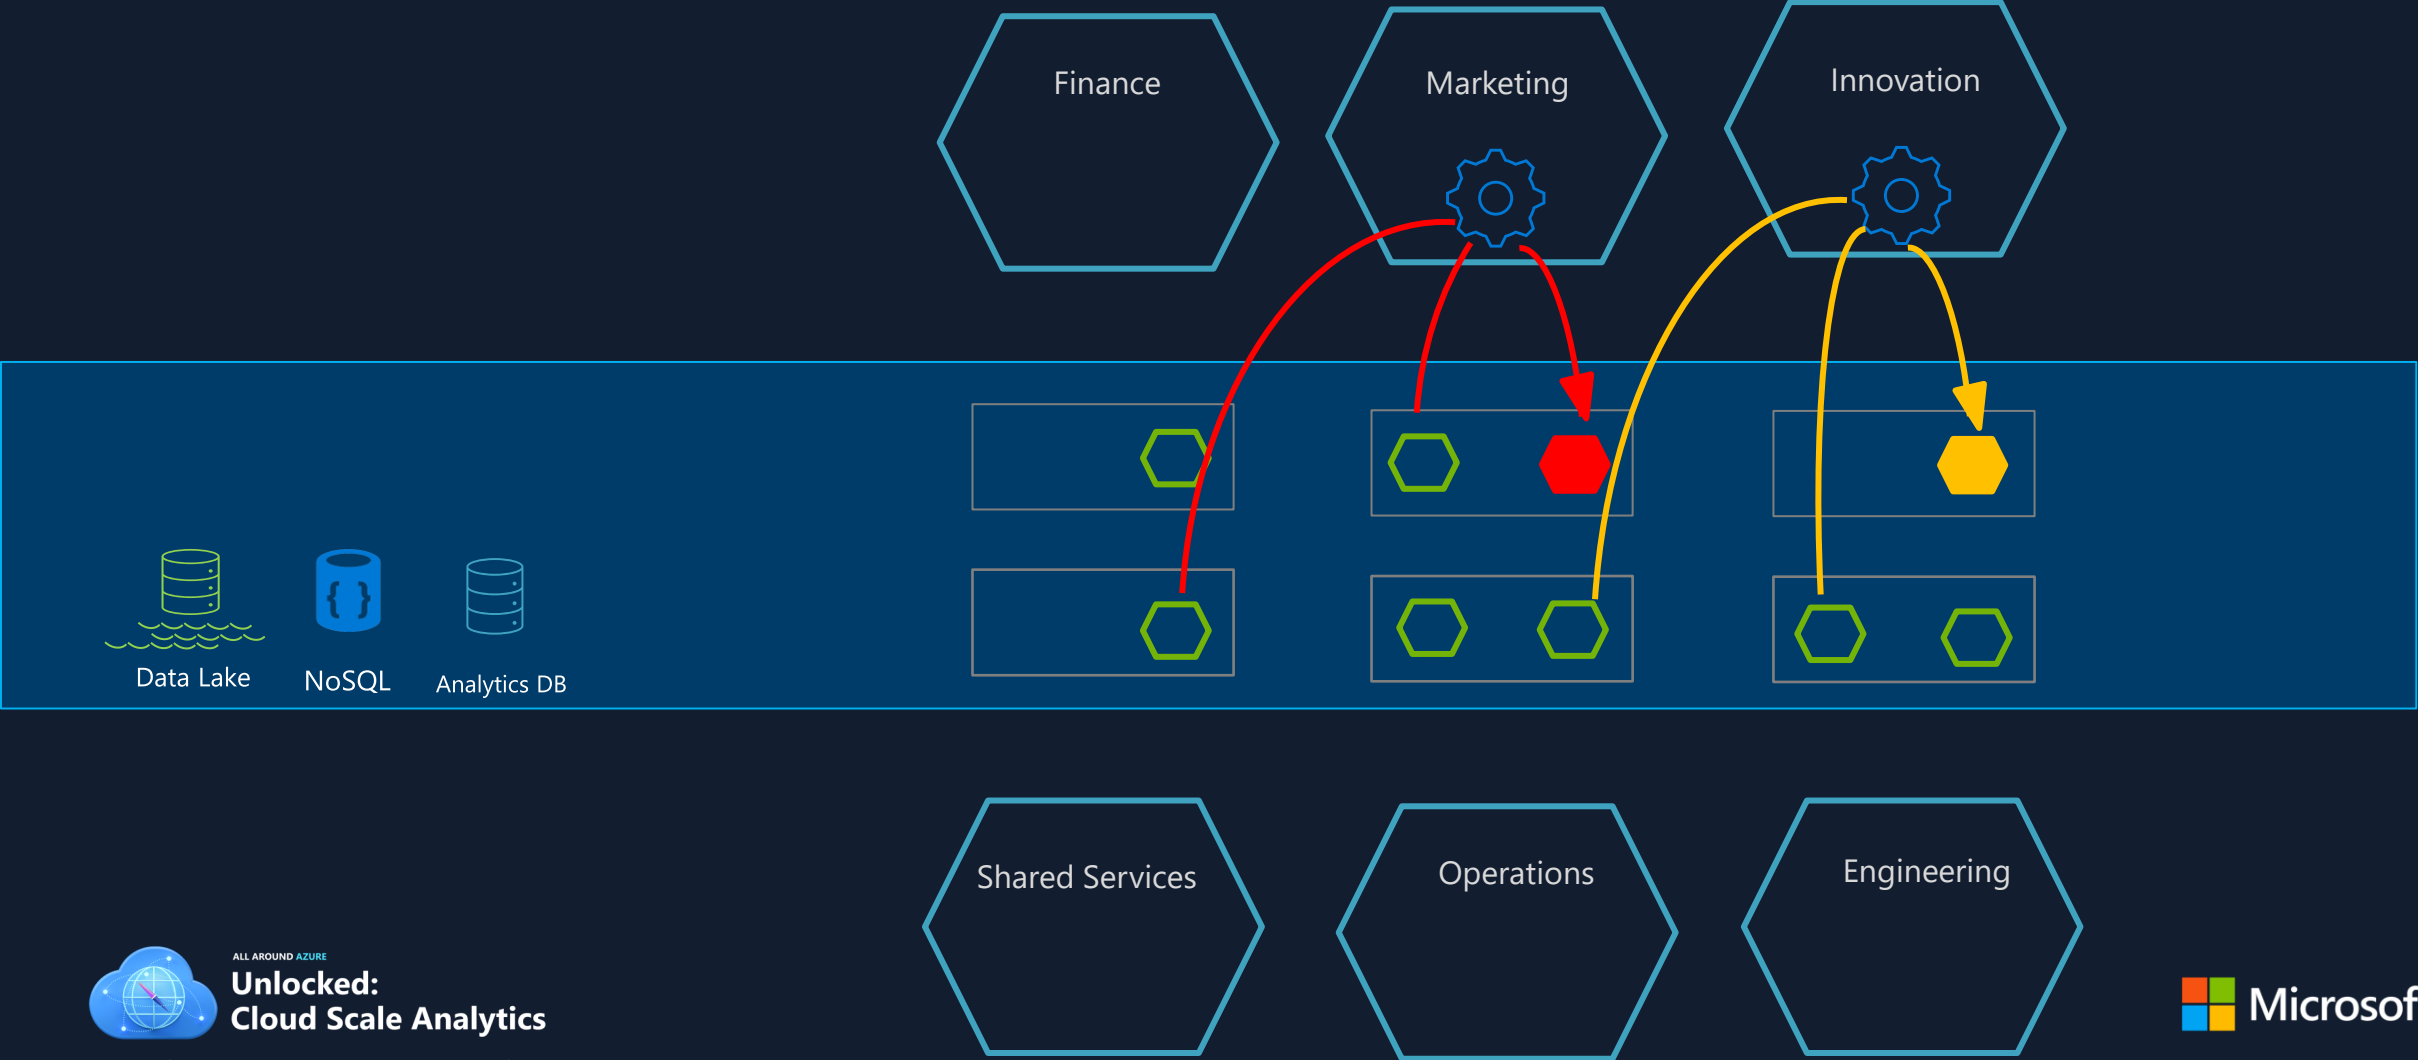 Finance
Marketing
Innovation
Data Lake
NoSQL
Analytics DB
Shared Services
Operations
Engineering
ALL AROUND AZURE
Unlocked:
Cloud Scale Analytics
Microsof